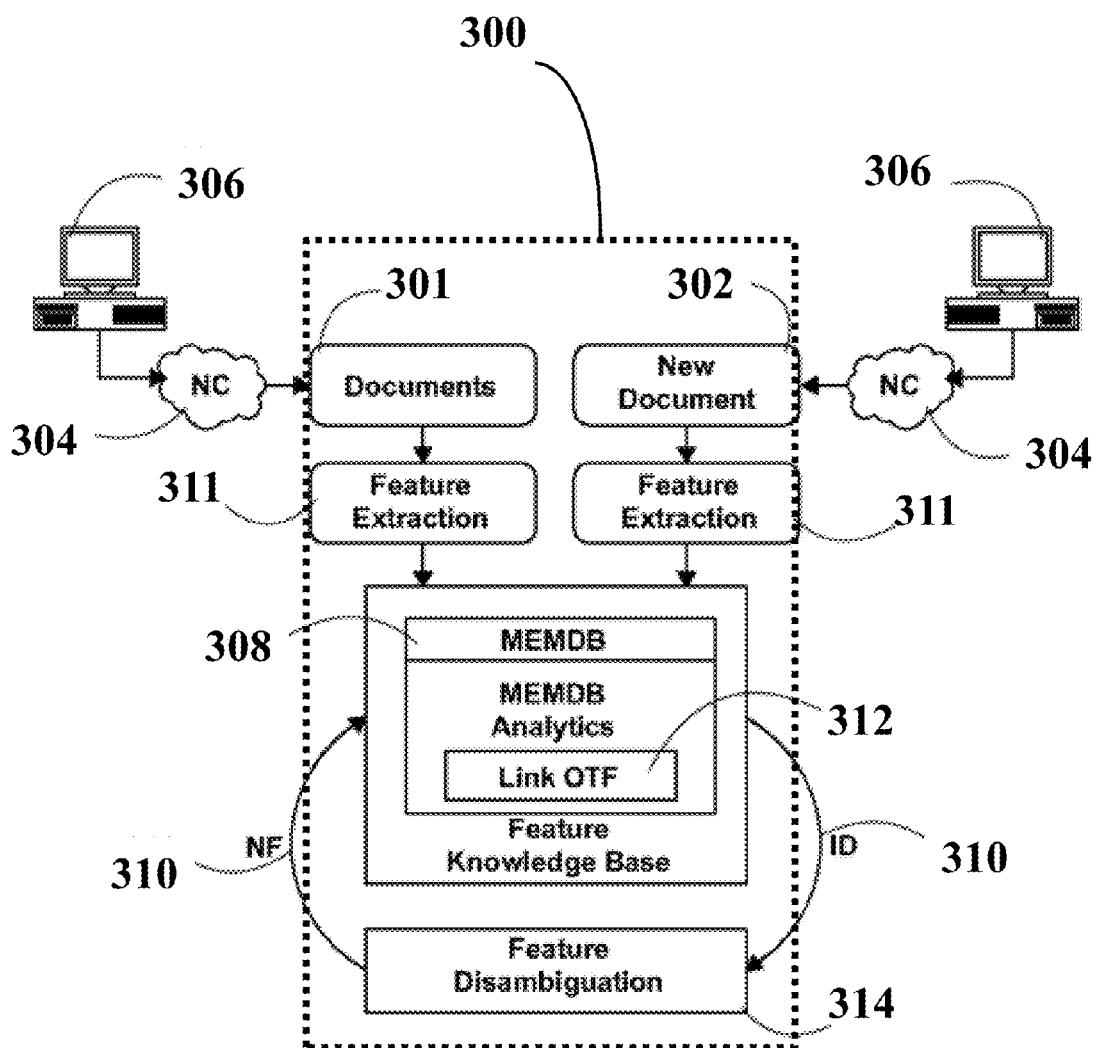 300
306
306
301
302
NC
Documents
New
Document
NC
304
304
311
Feature
Extraction
Feature
Extraction
311
308
MEMDB
MEMDB
Analytics
312
Link OTF
Feature
Knowledge Base
NF
ID
310
310
Feature
Disambiguation
314